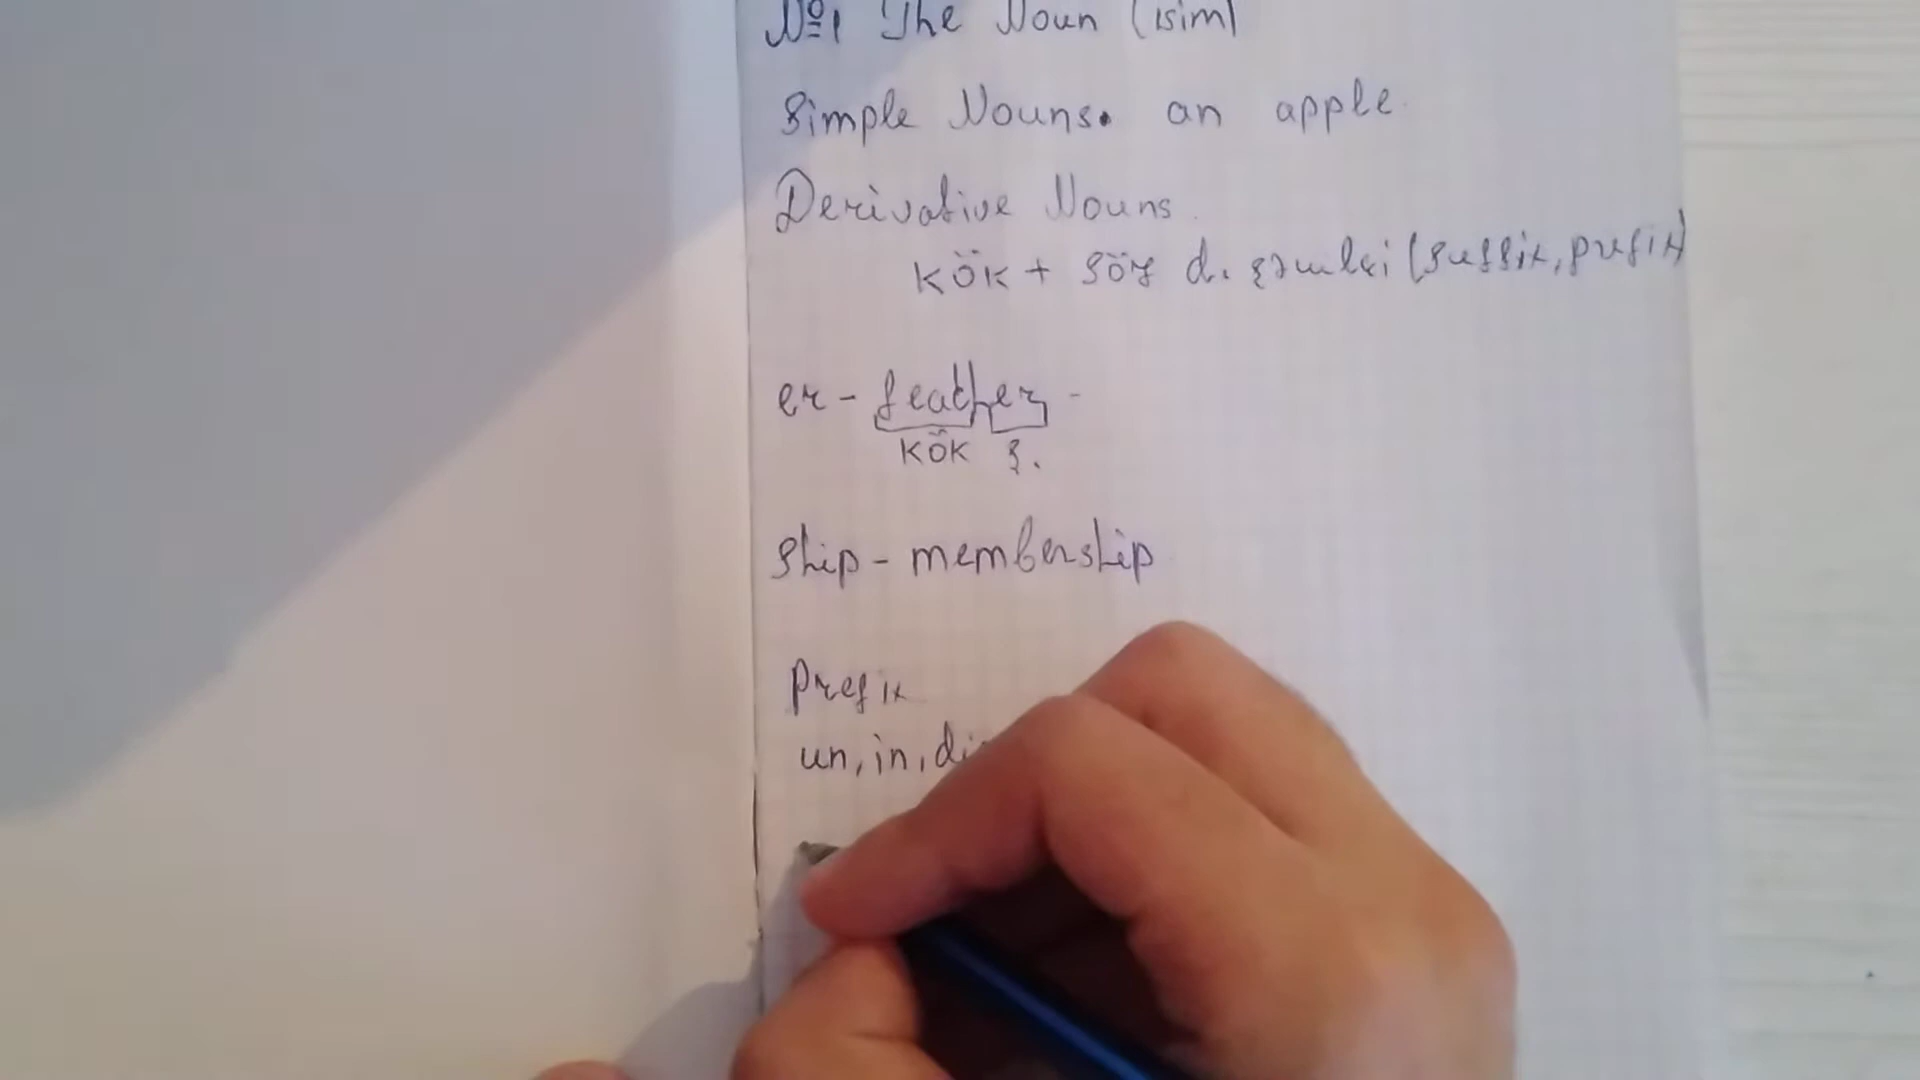 №1 The Noun (isim)
Simple Nouns. an apple.
Derivative Nouns.
KÖK + söz d. (suffix, prefix)
er - feather -
KÖK ş.
ship - membership
Prefix
un, in, di